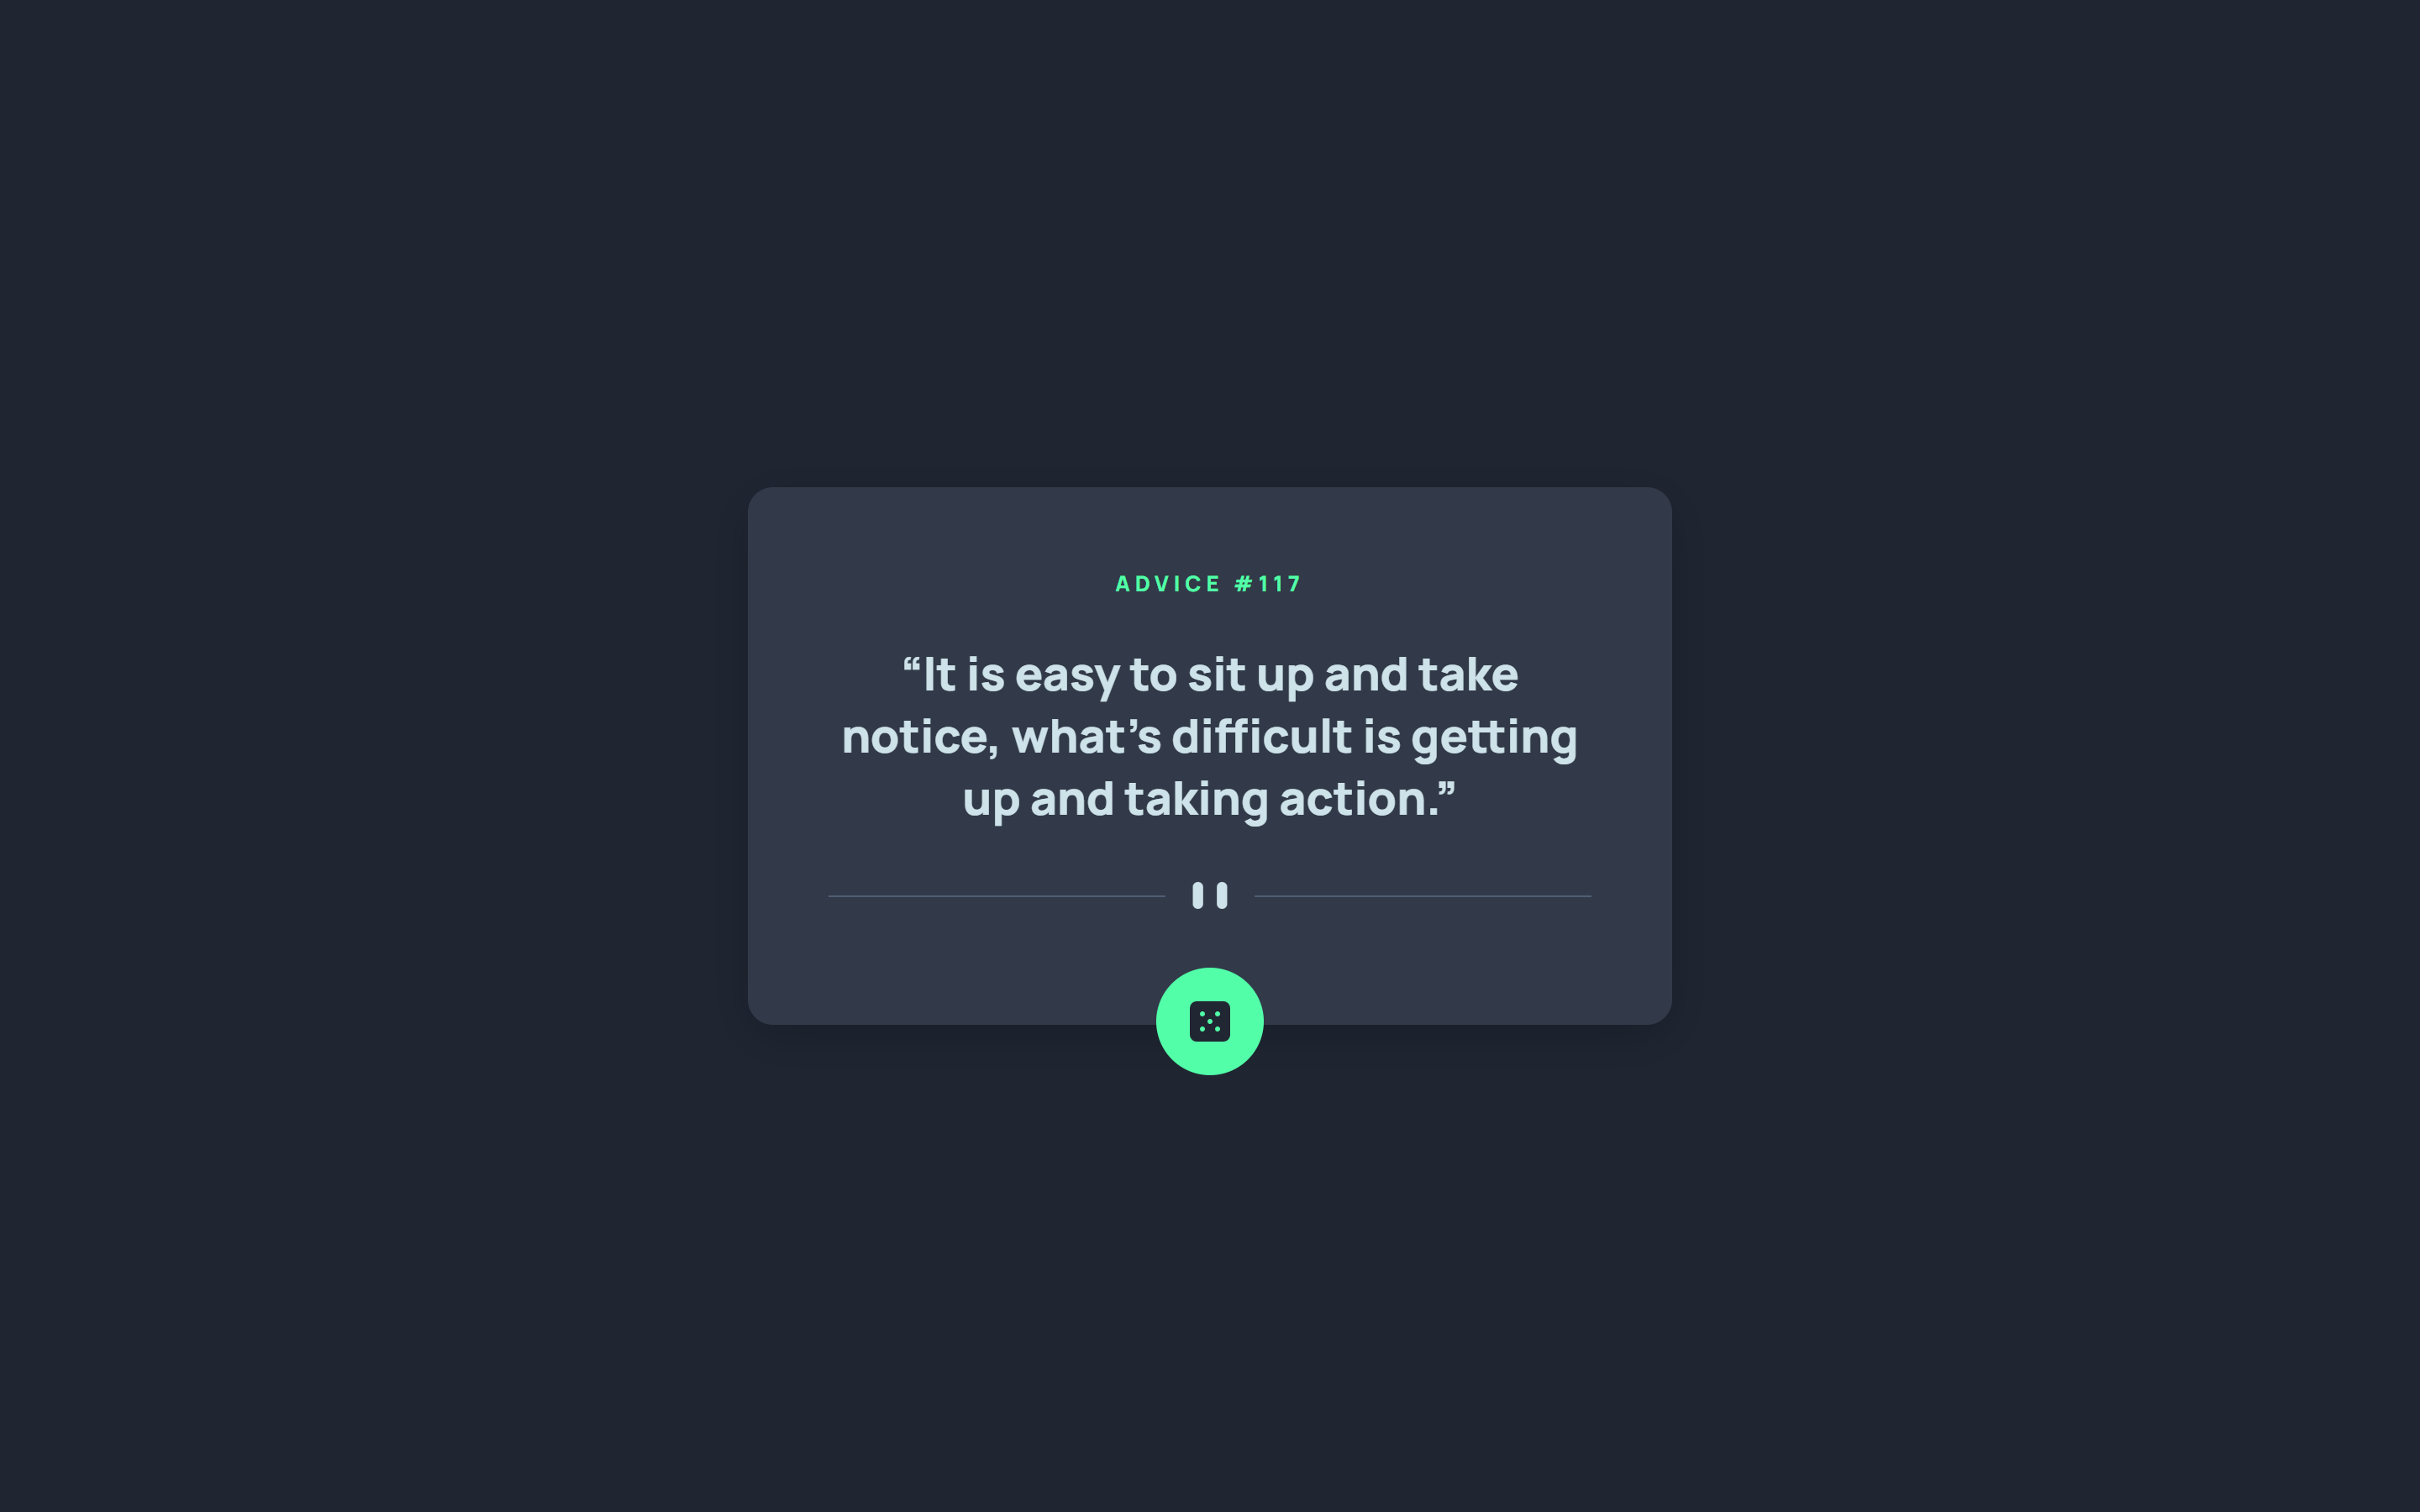 ADVICE #117
“It is easy to sit up and take
notice, what’s difficult is getting
up and taking action.”